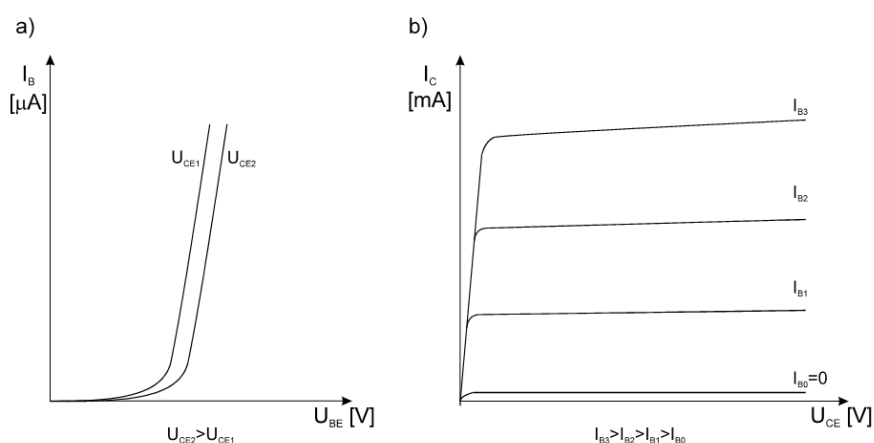 a)
I_B
[μA]
U_CE1
U_CE2
U_BE [V]
U_CE2>U_CE1
b)
I_C
[mA]
I_B3
I_B2
I_B1
I_B0=0
U_CE [V]
I_B3>I_B2>I_B1>I_B0